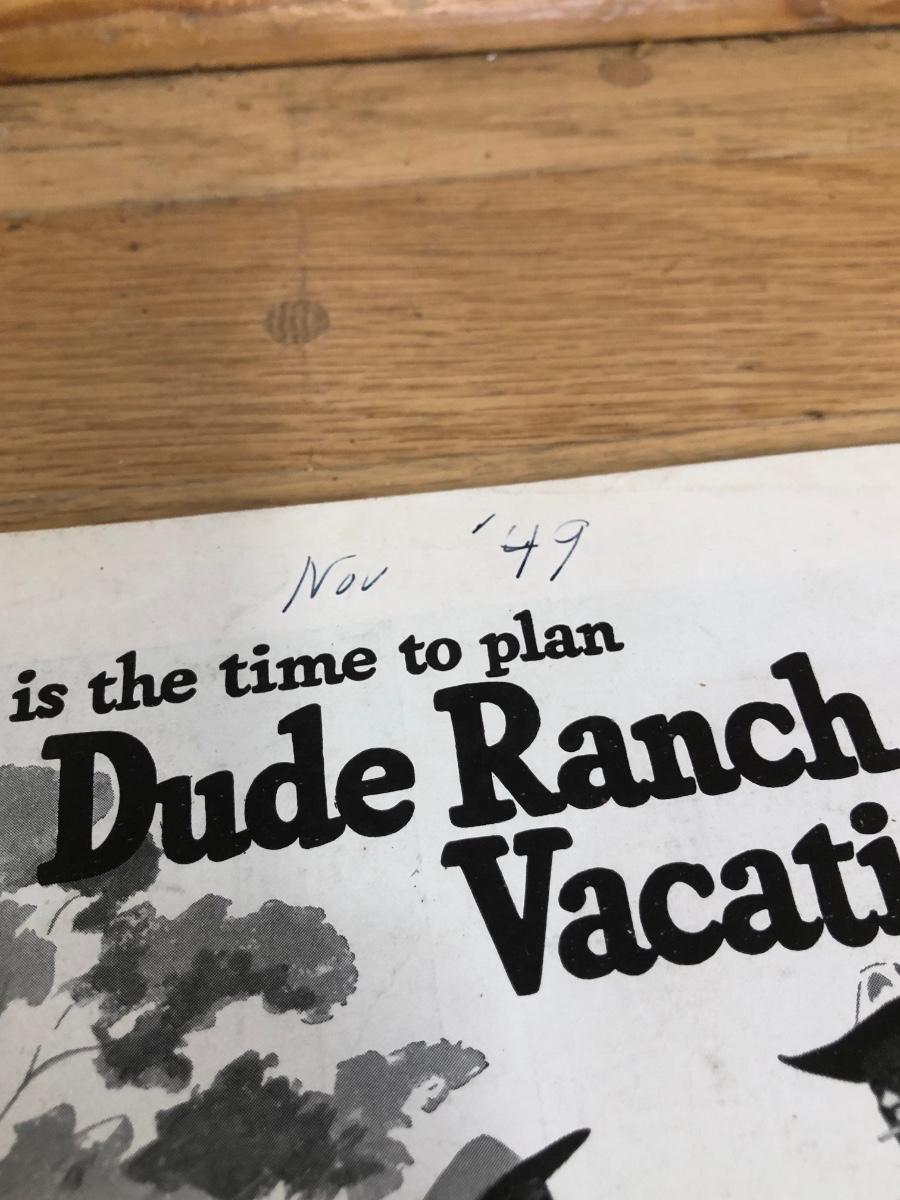 Nov '49
is the time to plan
Dude Ranch
Vacati